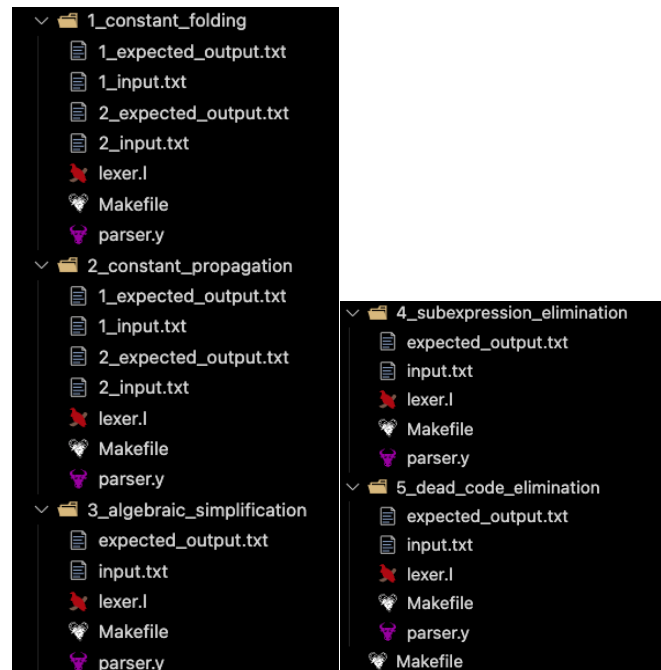 1_constant_folding
1_expected_output.txt
1_input.txt
2_expected_output.txt
2_input.txt
lexer.l
Makefile
parser.y
2_constant_propagation
1_expected_output.txt
1_input.txt
2_expected_output.txt
2_input.txt
lexer.l
Makefile
parser.y
3_algebraic_simplification
expected_output.txt
input.txt
lexer.l
Makefile
parser.y
4_subexpression_elimination
expected_output.txt
input.txt
lexer.l
Makefile
parser.y
5_dead_code_elimination
expected_output.txt
input.txt
lexer.l
Makefile
parser.y
Makefile